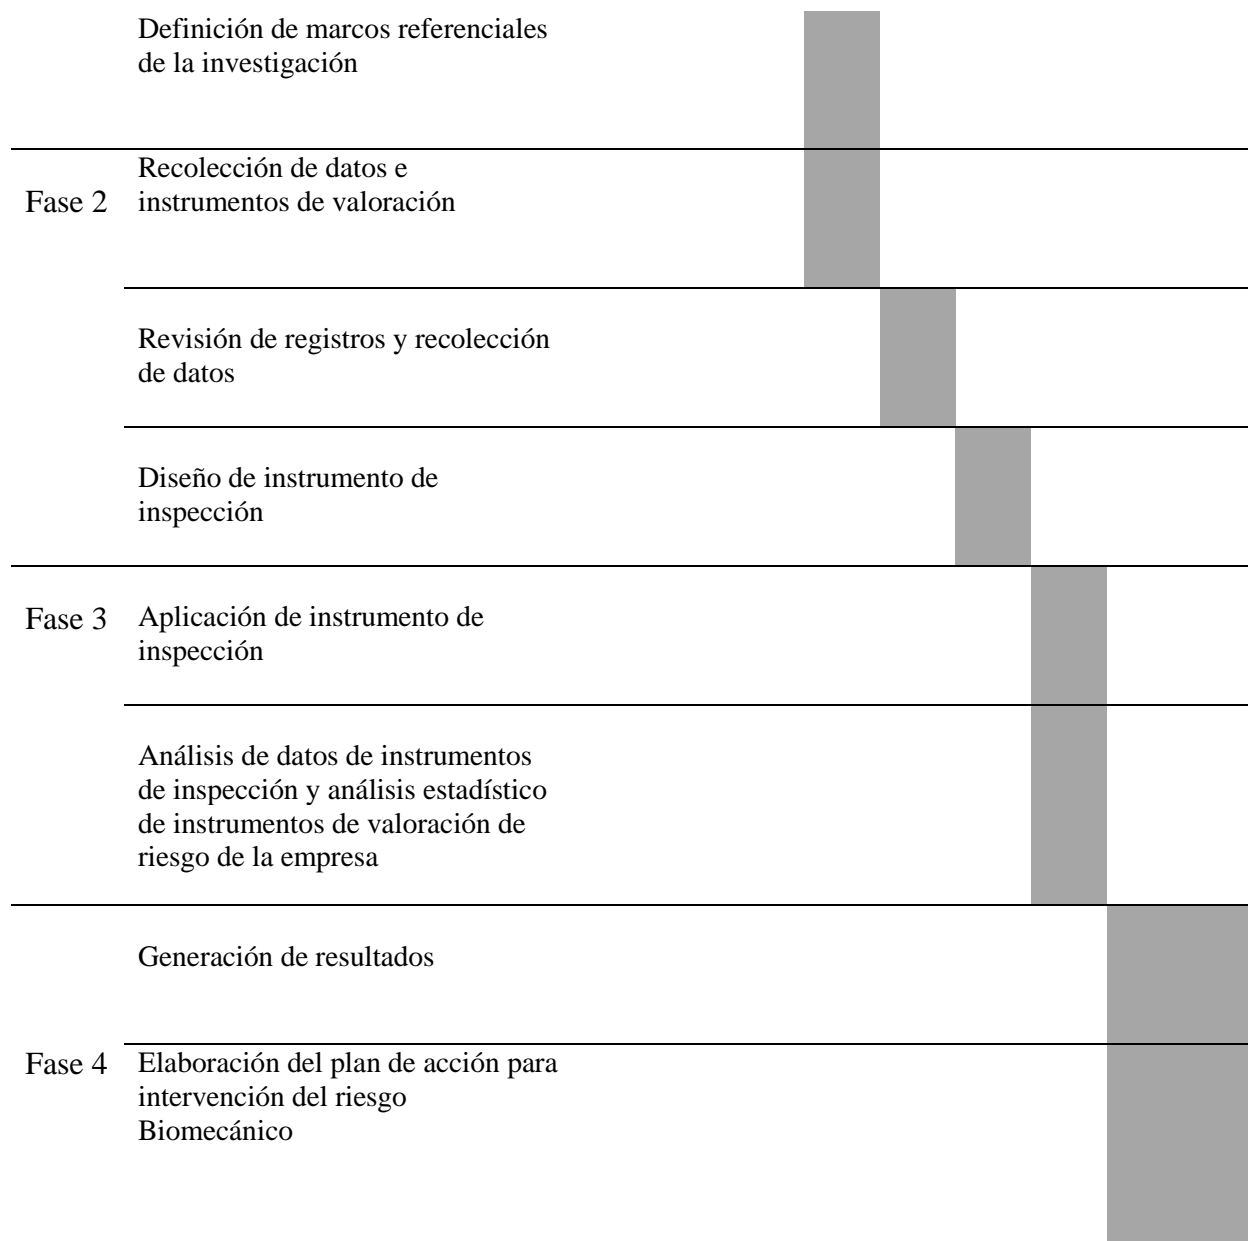 Definición de marcos referenciales
de la investigación
Recolección de datos e
Fase 2 instrumentos de valoración
Revisión de registros y recolección
de datos
Diseño de instrumento de
inspección
Fase 3 Aplicación de instrumento de
inspección
Análisis de datos de instrumentos
de inspección y análisis estadístico
de instrumentos de valoración de
riesgo de la empresa
Generación de resultados
Fase 4 Elaboración del plan de acción para
intervención del riesgo
Biomecánico